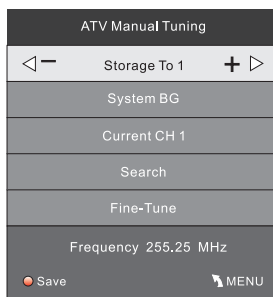 ATV Manual Tuning
Storage To 1
System BG
Current CH 1
Search
Fine-Tune
Frequency 255.25 MHz
Save MENU